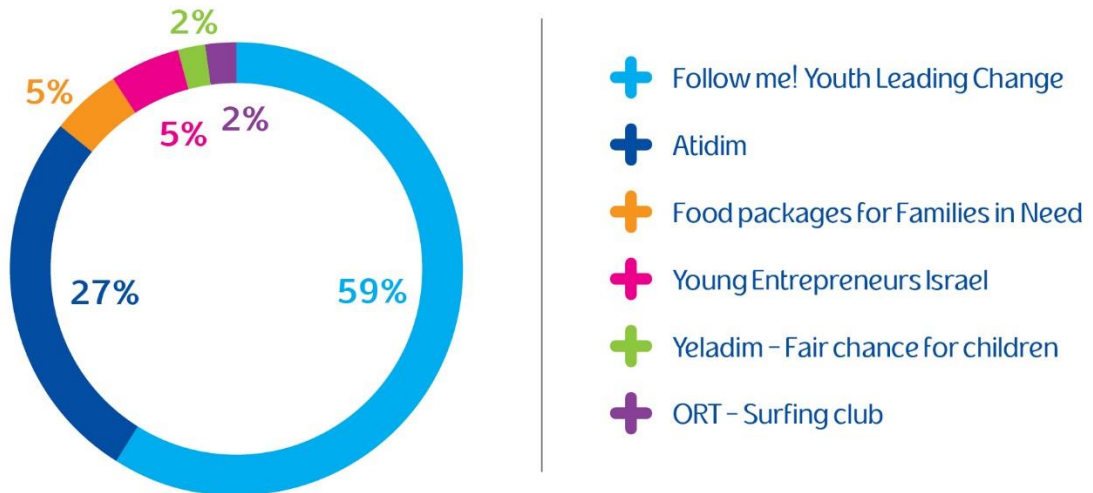 2%
5%
5%
2%
27%
59%
Follow me! Youth Leading Change
Atidim
Food packages for Families in Need
Young Entrepreneurs Israel
Yeladim – Fair chance for children
ORT – Surfing club